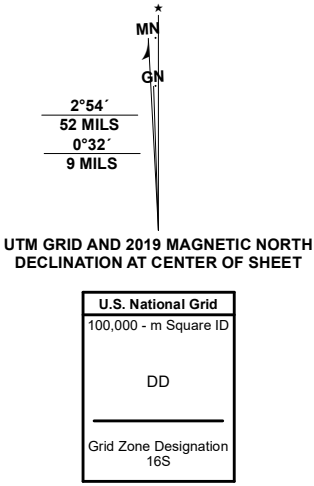 ★
MN
GN
2°54´
52 MILS
0°32´
9 MILS
UTM GRID AND 2019 MAGNETIC NORTH
DECLINATION AT CENTER OF SHEET
U.S. National Grid
100,000 - m Square ID
DD
Grid Zone Designation
16S